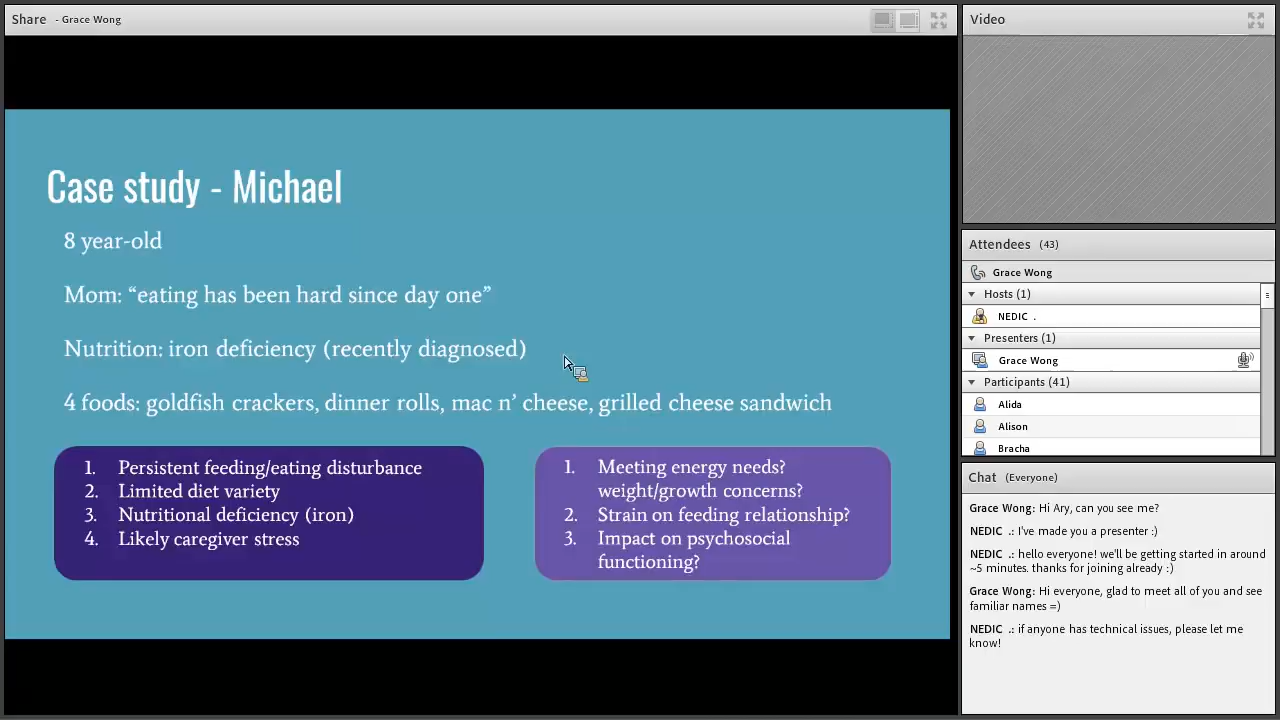 Share - Grace Wong
Case study - Michael
8 year-old
Mom: “eating has been hard since day one”
Nutrition: iron deficiency (recently diagnosed)
4 foods: goldfish crackers, dinner rolls, mac n’ cheese, grilled cheese sandwich
1. Persistent feeding/eating disturbance
2. Limited diet variety
3. Nutritional deficiency (iron)
4. Likely caregiver stress
1. Meeting energy needs?
weight/growth concerns?
2. Strain on feeding relationship?
3. Impact on psychosocial
functioning?
Video
Attendees (43)
Grace Wong
Hosts (1)
NEDIC .
Presenters (1)
Grace Wong
Participants (41)
Alida
Alison
Bracha
Chat (Everyone)
Grace Wong: Hi Ary, can you see me?
NEDIC .: I've made you a presenter :)
NEDIC .: hello everyone! we'll be getting started in around
~5 minutes. thanks for joining already :)
Grace Wong: Hi everyone, glad to meet all of you and see
familiar names =)
NEDIC .: if anyone has technical issues, please let me
know!